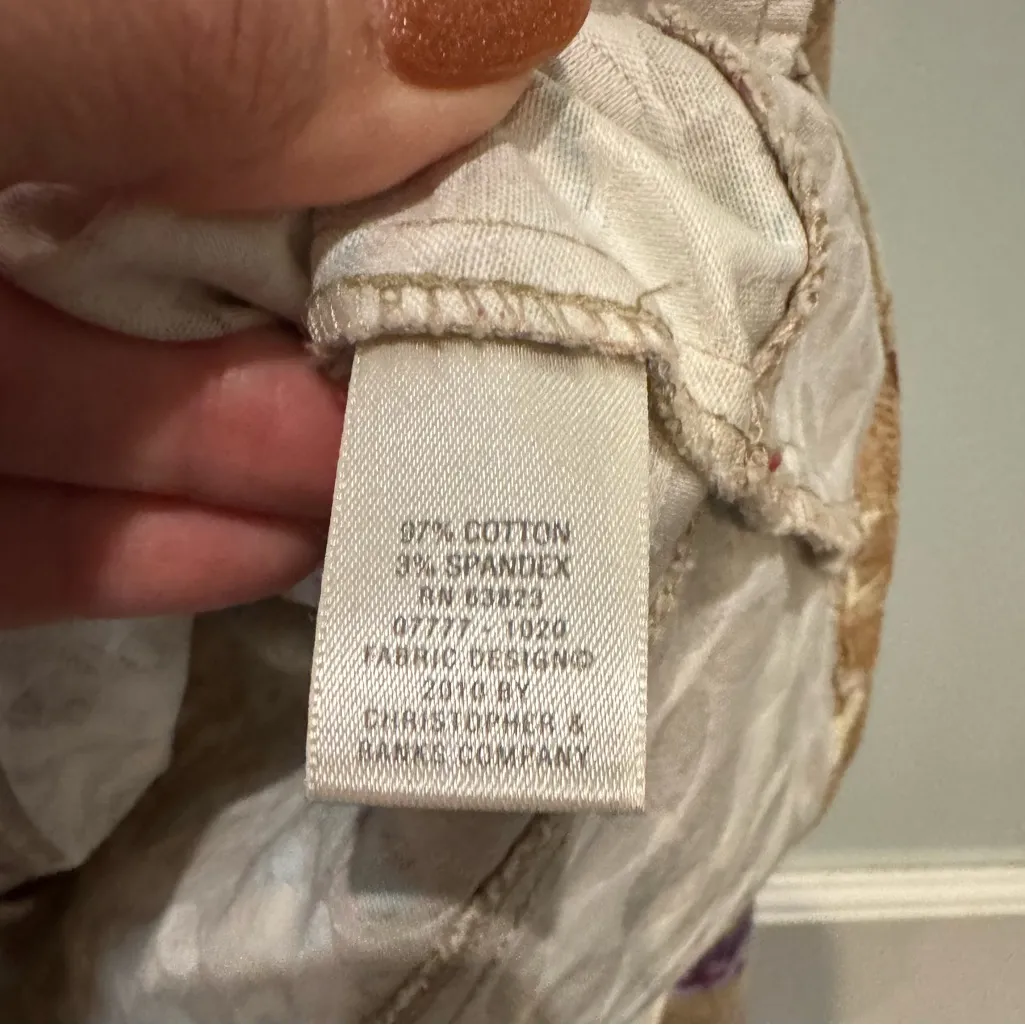 97% COTTON
3% SPANDEX
RN 63823
07777 - 1020
FABRIC DESIGN©
2010 BY
CHRISTOPHER &
BANKS COMPANY